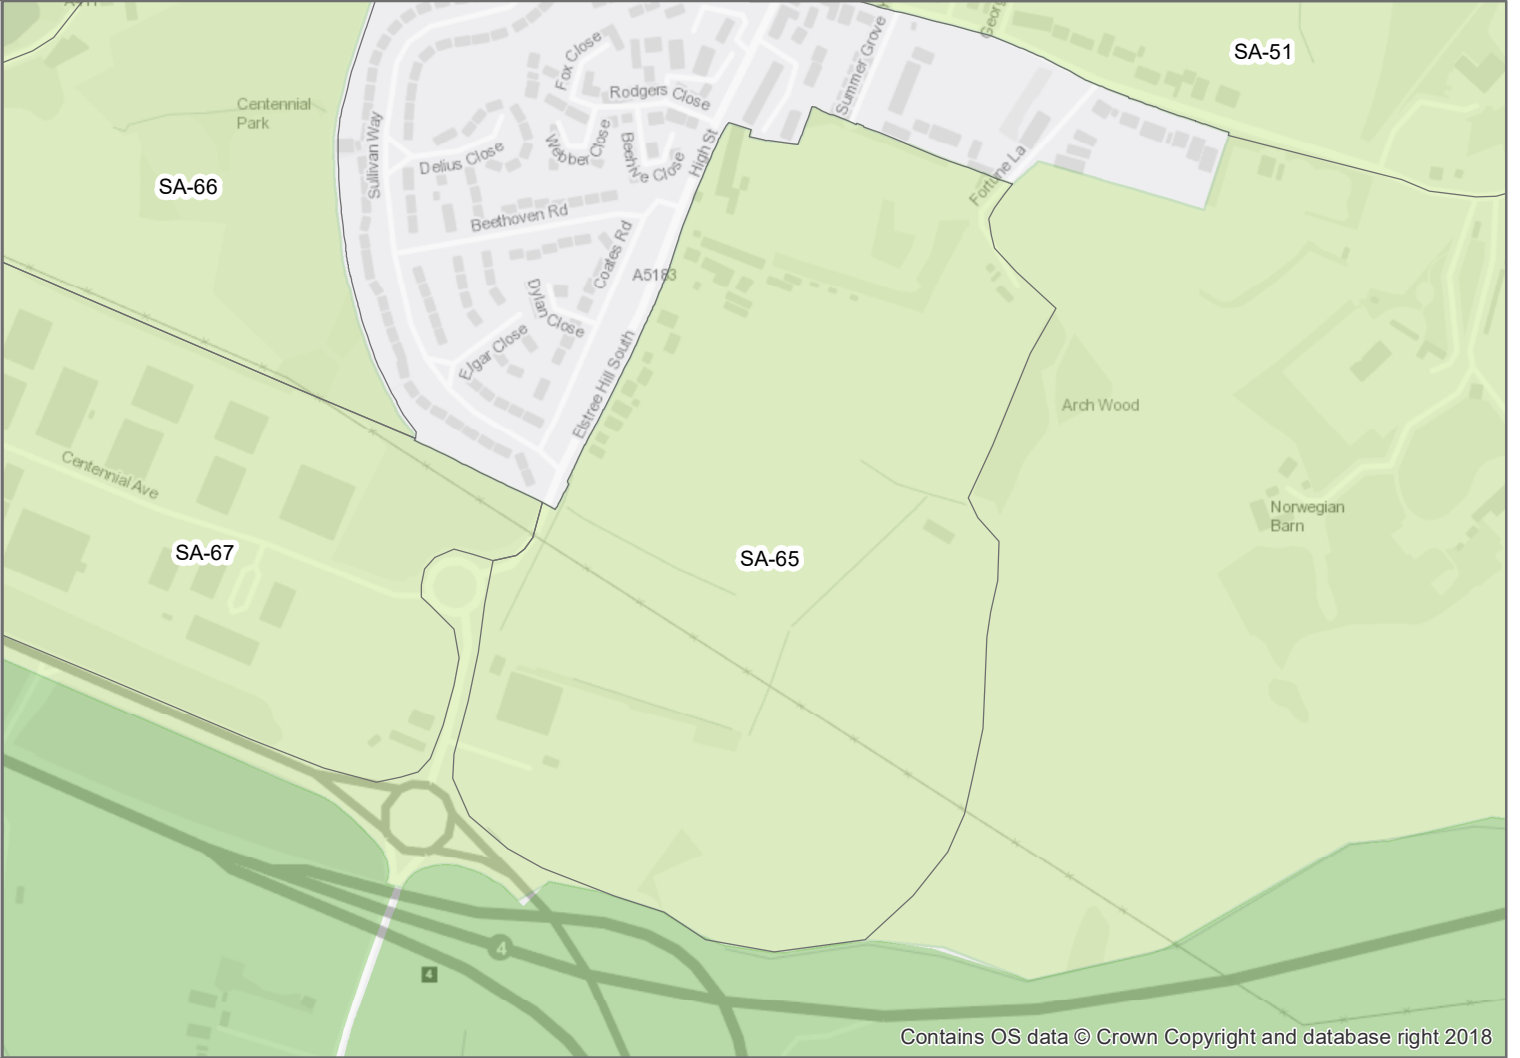 SA-51
Fox Close
Summer Grove
Rodgers Close
Centennial
Park
Sullivan Way
Webber Close
Beehive Close
High St
Delius Close
SA-66
Fortune La
Beethoven Rd
Coates Rd
A5183
Dylan Close
Elgar Close
Elstree Hill South
Arch Wood
Centennial Ave
Norwegian
Barn
SA-67
SA-65
4
4
Contains OS data © Crown Copyright and database right 2018